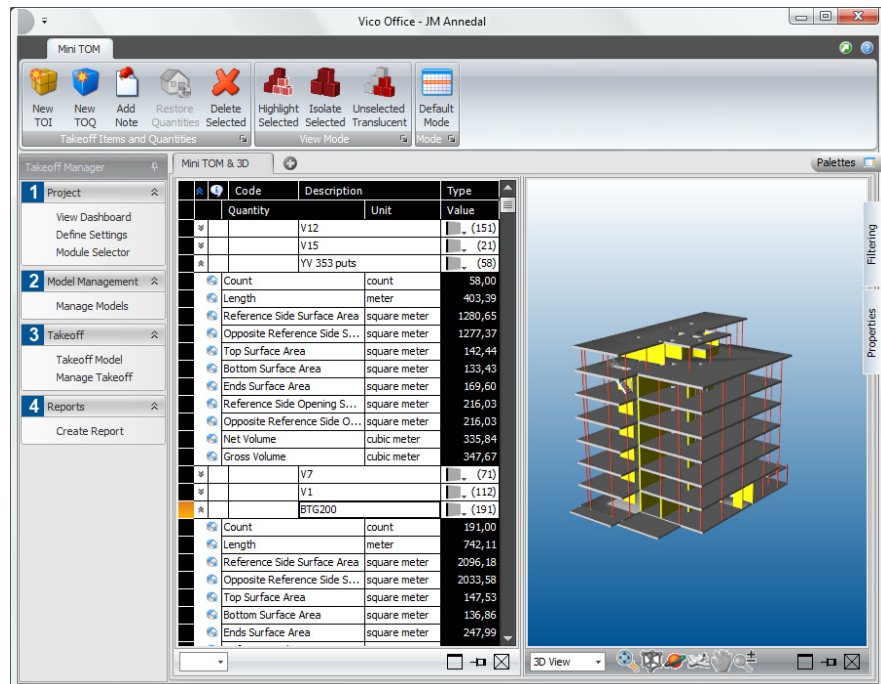 Vico Office - JM Annedal
Mini TOM
New TOI
New TOQ
Add Note
Restore Quantities
Delete Selected
Highlight Selected
Isolate Selected
Unselected Translucent
Default Mode
Takeoff Items and Quantities
View Mode
Mode
Takeoff Manager
Mini TOM & 3D
Palettes
1 Project
View Dashboard
Define Settings
Module Selector
2 Model Management
Manage Models
3 Takeoff
Takeoff Model
Manage Takeoff
4 Reports
Create Report
Code Description Type
Quantity Unit Value
V12 (151)
V15 (21)
YV 353 puts (58)
Count count 58,00
Length meter 403,39
Reference Side Surface Area square meter 1280,65
Opposite Reference Side S... square meter 1277,37
Top Surface Area square meter 142,44
Bottom Surface Area square meter 133,43
Ends Surface Area square meter 169,60
Reference Side Opening S... square meter 216,03
Opposite Reference Side O... square meter 216,03
Net Volume cubic meter 335,84
Gross Volume cubic meter 347,67
V7 (71)
V1 (112)
BTG200 (191)
Count count 191,00
Length meter 742,11
Reference Side Surface Area square meter 2096,18
Opposite Reference Side S... square meter 2033,58
Top Surface Area square meter 147,53
Bottom Surface Area square meter 136,86
Ends Surface Area square meter 247,99
Filtering
Properties
3D View